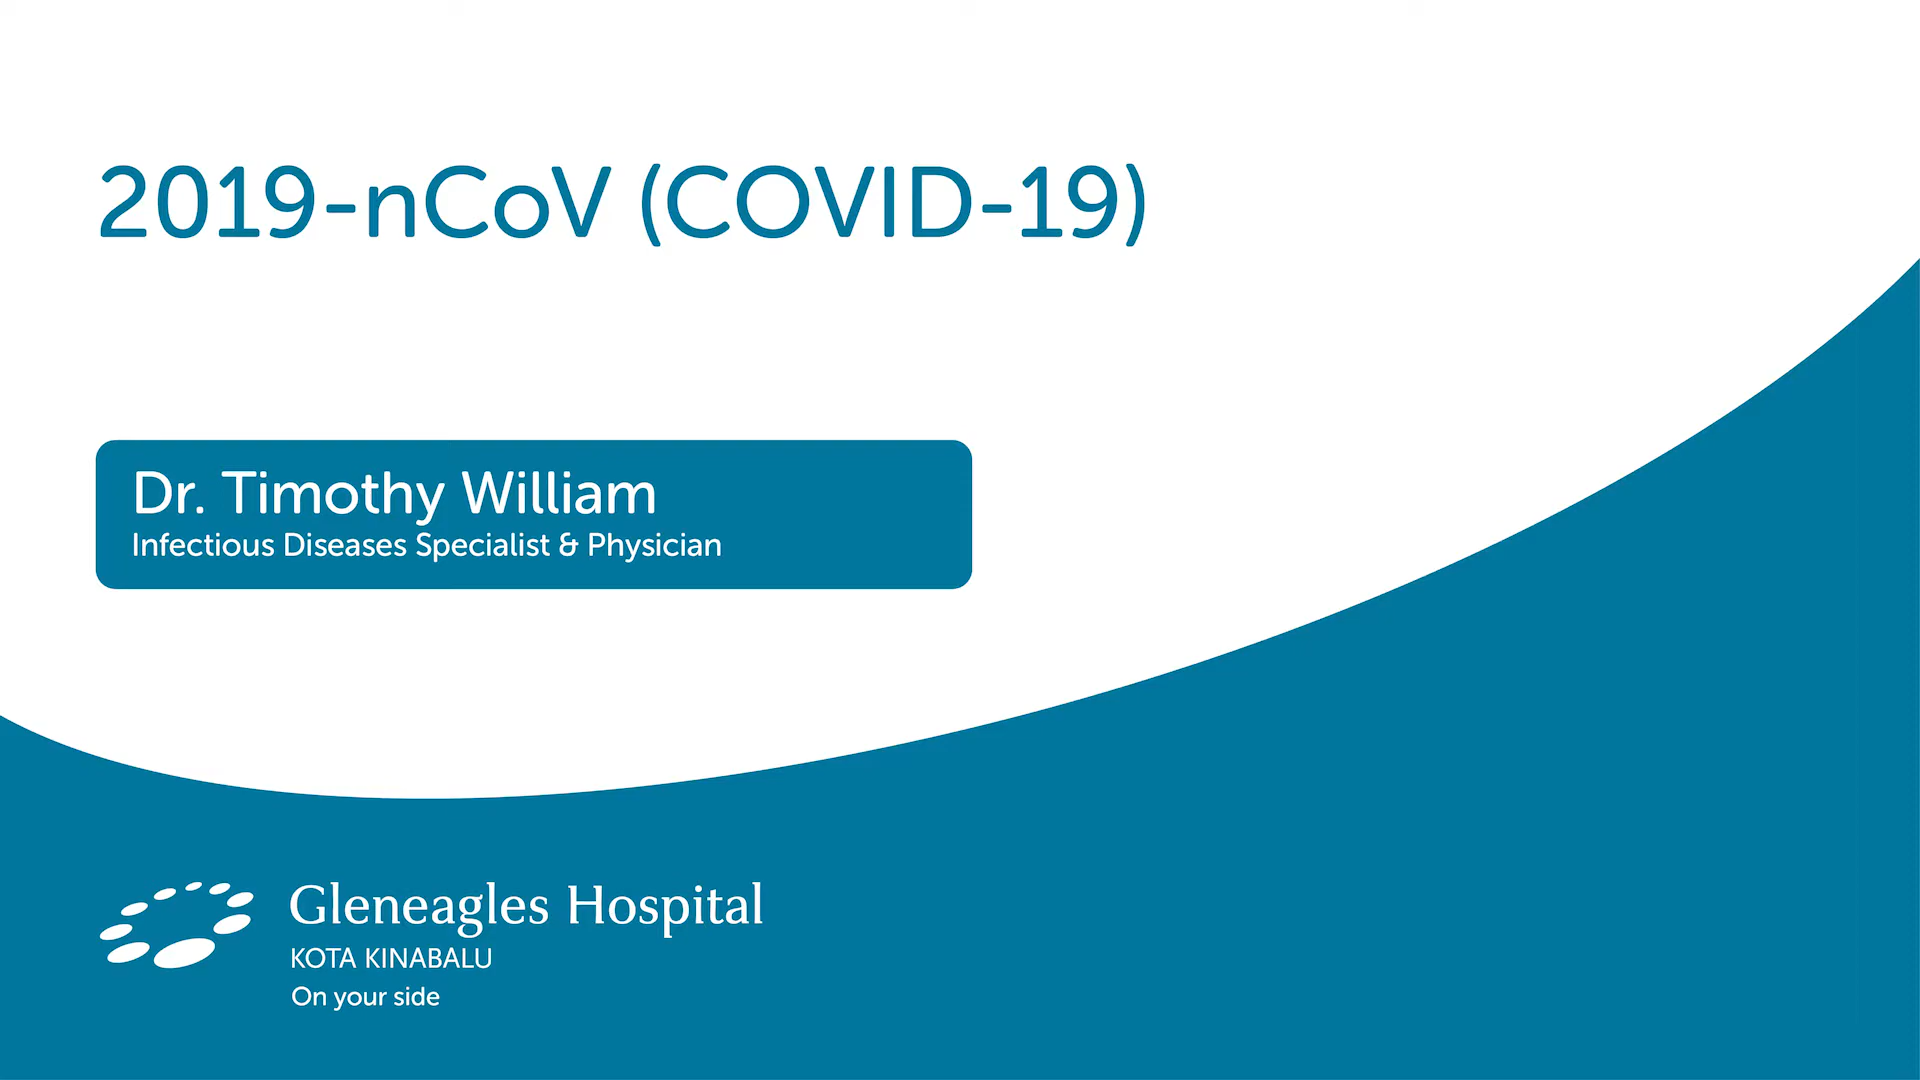 2019-nCoV (COVID-19)
Dr. Timothy William
Infectious Diseases Specialist & Physician
Gleneagles Hospital
KOTA KINABALU
On your side